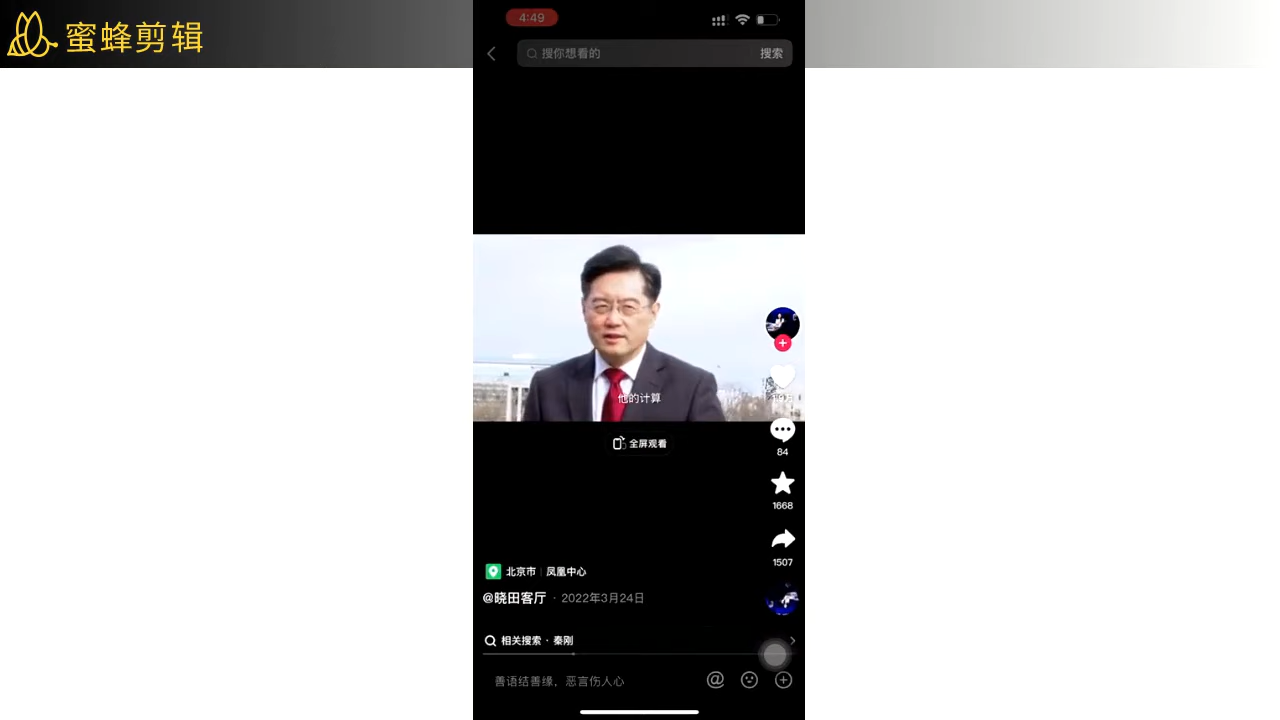 蜜蜂剪辑
4:49
搜你想看的
搜索
他的计算
全屏观看
84
1668
1507
北京市 | 凤凰中心
@晓田客厅 · 2022年3月24日
相关搜索 · 秦刚
善语结善缘，恶言伤人心